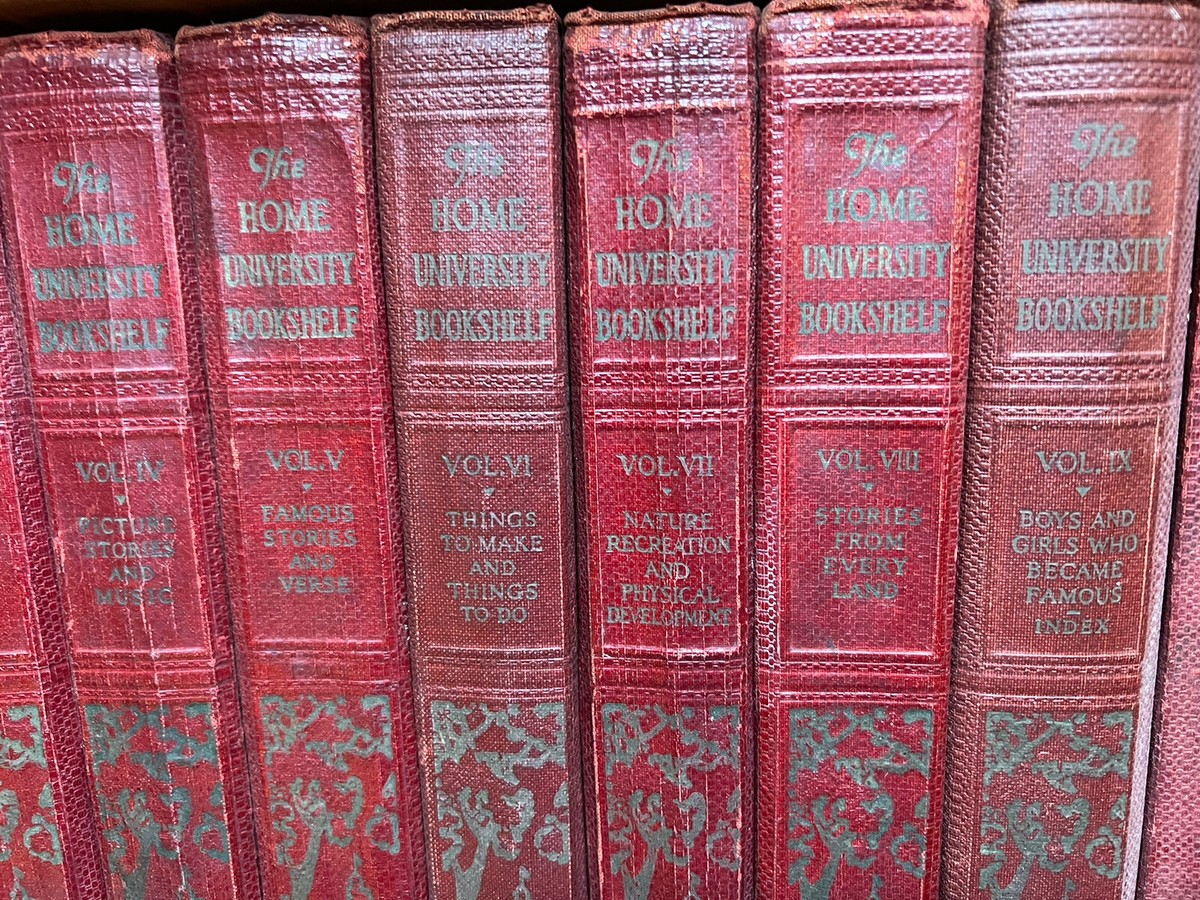 The
HOME
UNIVERSITY
BOOKSHELF
VOL. IV
PICTURE
STORIES
AND
MUSIC
The
HOME
UNIVERSITY
BOOKSHELF
VOL. V
FAMOUS
STORIES
AND
VERSE
The
HOME
UNIVERSITY
BOOKSHELF
VOL. VI
THINGS
TO MAKE
AND
THINGS
TO DO
The
HOME
UNIVERSITY
BOOKSHELF
VOL. VII
NATURE
RECREATION
AND
PHYSICAL
DEVELOPMENT
The
HOME
UNIVERSITY
BOOKSHELF
VOL. VIII
STORIES
FROM
EVERY
LAND
The
HOME
UNIVERSITY
BOOKSHELF
VOL. IX
BOYS AND
GIRLS WHO
BECAME
FAMOUS
–
INDEX